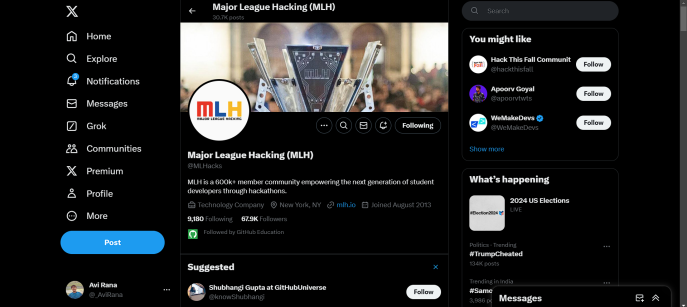 Home
Explore
2
Notifications
Messages
Grok
Communities
Premium
Profile
More
Post
Avi Rana
@_AviRana
Major League Hacking (MLH)
30.7K posts
MLH
MLH
MAJOR LEAGUE HACKING
Following
Major League Hacking (MLH)
@MLHacks
MLH is a 600k+ member community empowering the next generation of student
developers through hackathons.
Technology Company New York, NY mlh.io Joined August 2013
9,180 Following 67.9K Followers
Followed by GitHub Education
Suggested
Shubhangi Gupta at GitHubUniverse
@knowShubhangi
Follow
Search
You might like
Hack This Fall Communit
@hackthisfall
Follow
Apoorv Goyal
@apoorvtwts
Follow
WeMakeDevs
@WeMakeDevs
Follow
Show more
What's happening
#Election2024
2024 US Elections
LIVE
Politics · Trending
#TrumpCheated
134K posts
Trending in India
Messages